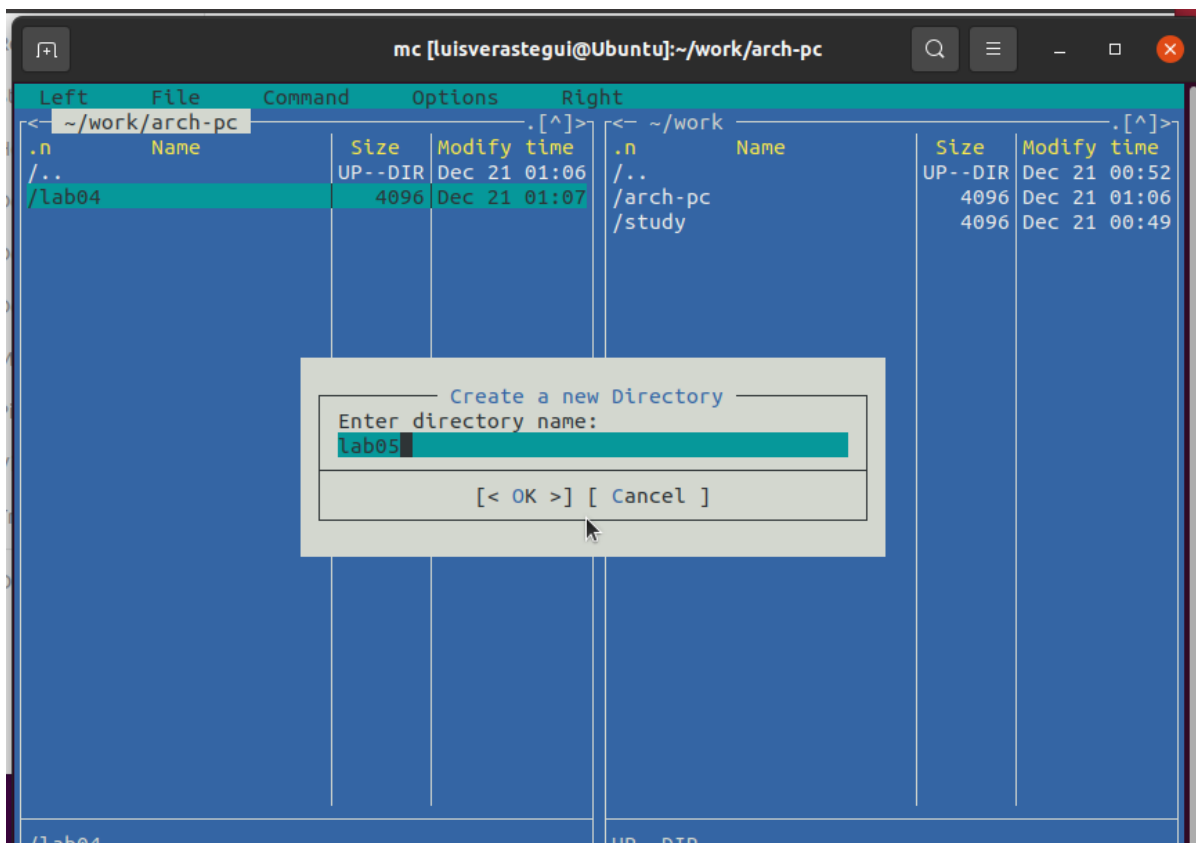 mc [luisverastegui@Ubuntu]:~/work/arch-pc
Left File Command Options Right
<─ ~/work/arch-pc ─.[^]>
.n Name Size Modify time
/.. UP--DIR Dec 21 01:06
/lab04 4096 Dec 21 01:07
<─ ~/work ─.[^]>
.n Name Size Modify time
/.. UP--DIR Dec 21 00:52
/arch-pc 4096 Dec 21 01:06
/study 4096 Dec 21 00:49
Create a new Directory
Enter directory name:
lab05
[< OK >] [ Cancel ]
/lab04
UP--DIR